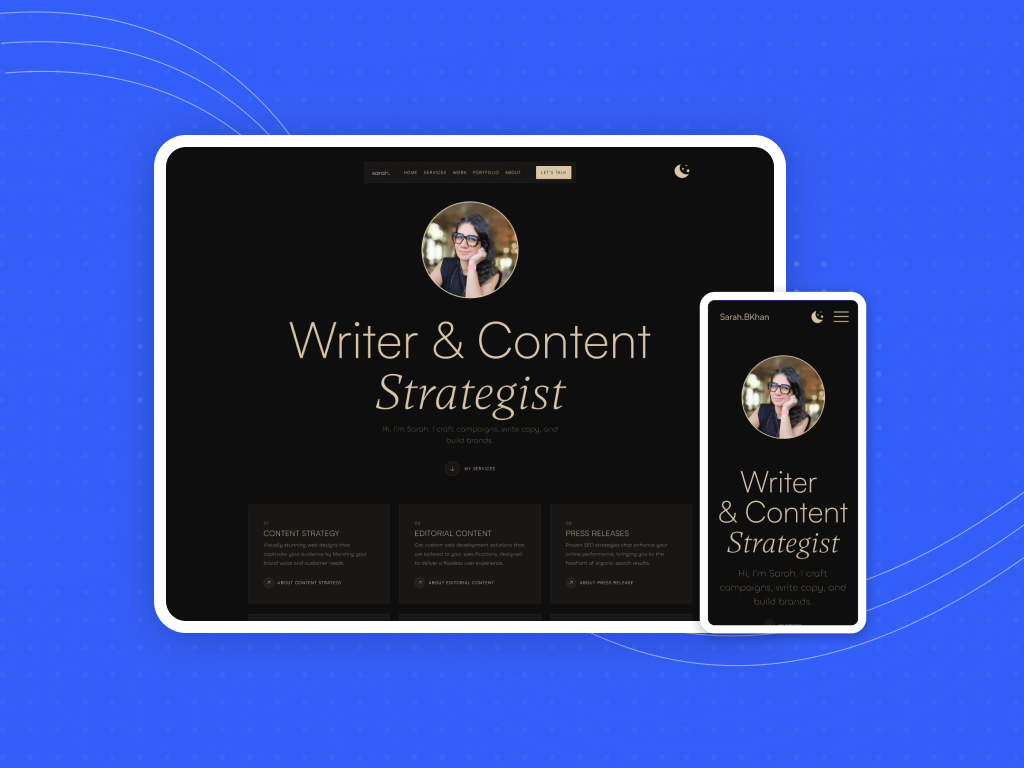 sarah.
HOME SERVICES WORK PORTFOLIO ABOUT
LET'S TALK
Writer & Content
Strategist
Hi, I'm Sarah. I craft campaigns, write copy, and
build brands.
MY SERVICES
01
CONTENT STRATEGY
Visually stunning web designs that
captivate your audience by blending your
brand voice and customer needs.
ABOUT CONTENT STRATEGY
02
EDITORIAL CONTENT
Get custom web development solutions that
are tailored to your specifications, designed
to deliver a flawless user experience.
ABOUT EDITORIAL CONTENT
03
PRESS RELEASES
Proven SEO strategies that enhance your
online performance, bringing you to the
forefront of organic search results.
ABOUT PRESS RELEASE
Sarah.BKhan
Writer
& Content
Strategist
Hi, I'm Sarah. I craft
campaigns, write copy, and
build brands.